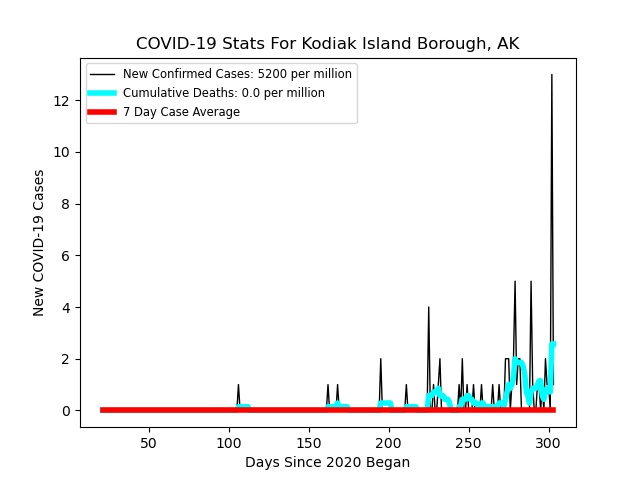 COVID-19 Stats For Kodiak Island Borough, AK
New Confirmed Cases: 5200 per million
Cumulative Deaths: 0.0 per million
7 Day Case Average
New COVID-19 Cases
12
10
8
6
4
2
0
50 100 150 200 250 300
Days Since 2020 Began